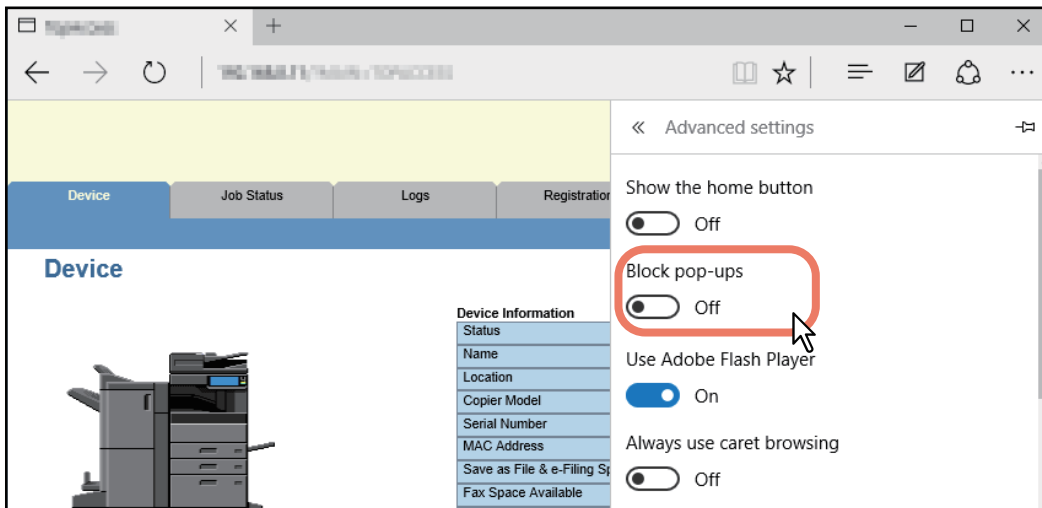 Advanced settings
Device
Job Status
Logs
Registration
Device
Device Information
Status
Name
Location
Copier Model
Serial Number
MAC Address
Save as File & e-Filing
Fax Space Available
Show the home button
Off
Block pop-ups
Off
Use Adobe Flash Player
On
Always use caret browsing
Off